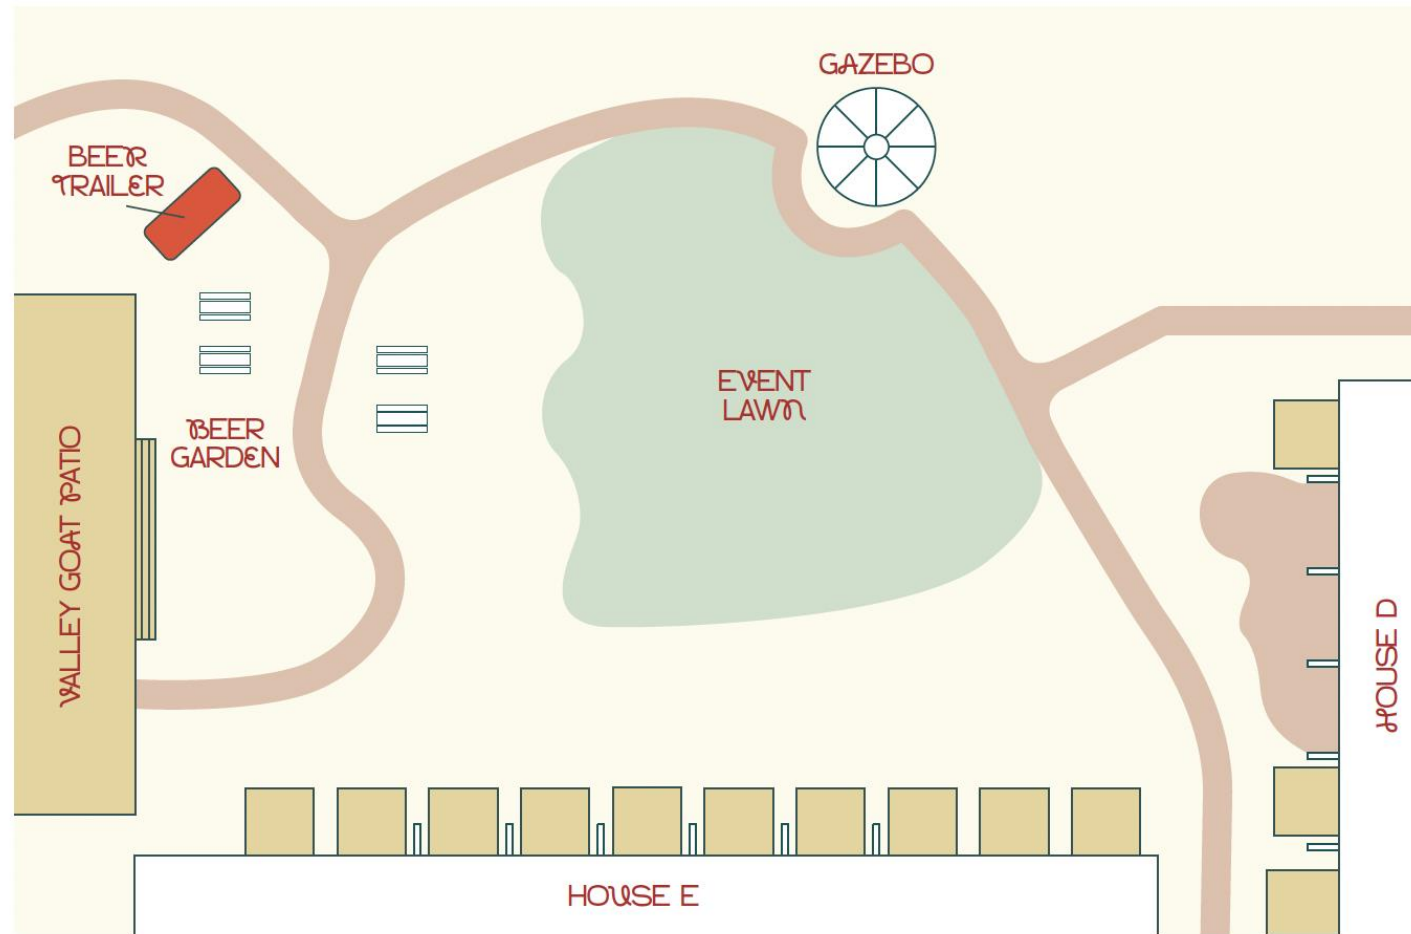 GAZEBO
BEER
TRAILER
EVENT
LAWN
BEER
GARDEN
VALLEY GOAT PATIO
HOUSE D
HOUSE E